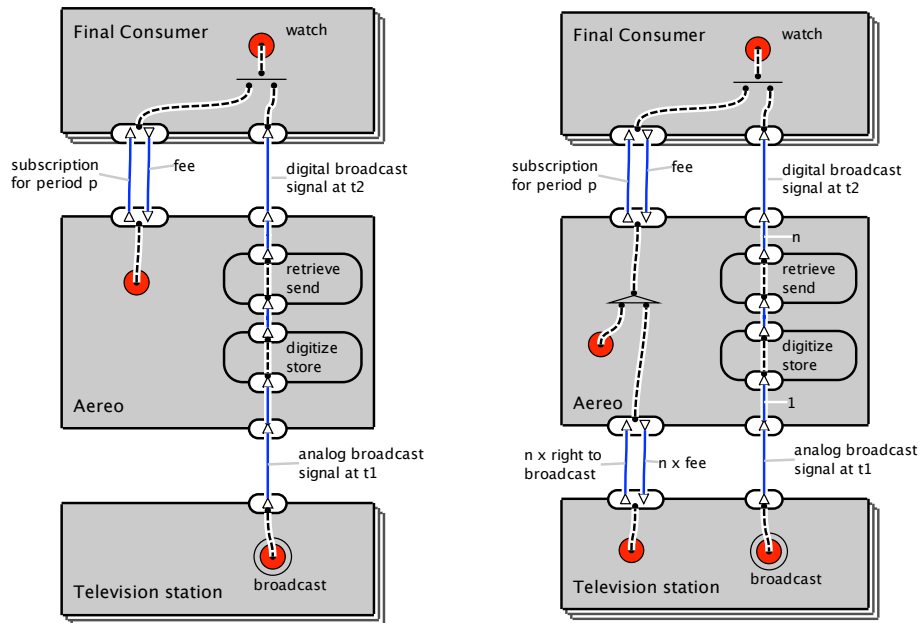 Final Consumer
watch
subscription
for period p
fee
digital broadcast
signal at t2
retrieve
send
digitize
store
Aereo
analog broadcast
signal at t1
broadcast
Television station
Final Consumer
watch
subscription
for period p
fee
digital broadcast
signal at t2
n
retrieve
send
digitize
store
Aereo
1
n x right to
broadcast
n x fee
analog broadcast
signal at t1
broadcast
Television station